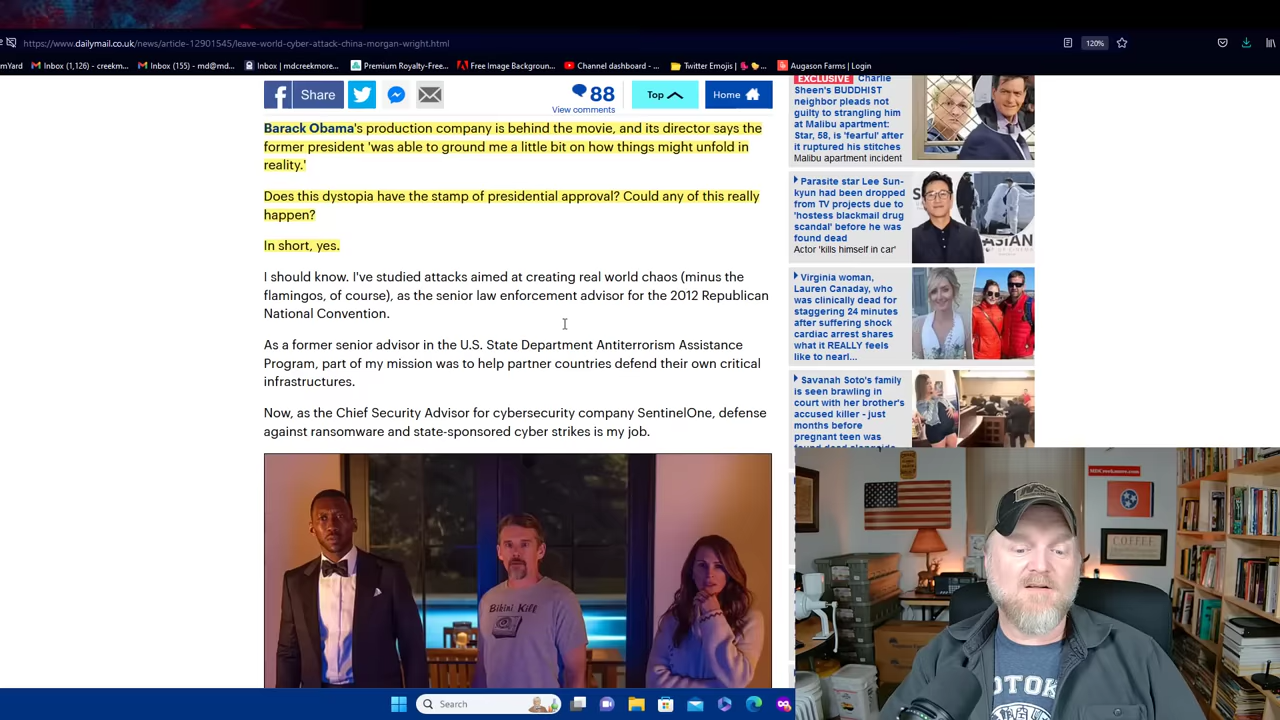 https://www.dailymail.co.uk/news/article-12901545/leave-world-cyber-attack-china-morgan-wright.html
120%
mYard
Inbox (1,126) - creekm...
Inbox (155) - md@md...
Inbox | mdcreekmore...
Premium Royalty-Free...
Free Image Backgroun...
Channel dashboard - ...
Twitter Emojis |
Augason Farms | Login
Share
88
View comments
Top
Home
Barack Obama's production company is behind the movie, and its director says the
former president 'was able to ground me a little bit on how things might unfold in
reality.'
Does this dystopia have the stamp of presidential approval? Could any of this really
happen?
In short, yes.
I should know. I've studied attacks aimed at creating real world chaos (minus the
flamingos, of course), as the senior law enforcement advisor for the 2012 Republican
National Convention.
As a former senior advisor in the U.S. State Department Antiterrorism Assistance
Program, part of my mission was to help partner countries defend their own critical
infrastructures.
Now, as the Chief Security Advisor for cybersecurity company SentinelOne, defense
against ransomware and state-sponsored cyber strikes is my job.
Bikini Kill
EXCLUSIVE Charlie
Sheen's BUDDHIST
neighbor pleads not
guilty to strangling him
at Malibu apartment:
Star, 58, is 'fearful' after
it ruptured his stitches
Malibu apartment incident
Parasite star Lee Sun-
kyun had been dropped
from TV projects due to
'hostess blackmail drug
scandal' before he was
found dead
Actor 'kills himself in car'
ASIAN
Virginia woman,
Lauren Canaday, who
was clinically dead for
staggering 24 minutes
after suffering shock
cardiac arrest shares
what it REALLY feels
like to nearl...
Savanah Soto's family
is seen brawling in
court with her brother's
accused killer - just
months before
pregnant teen was
found dead alongside
MDCreekmore.com
COFFEE
Search